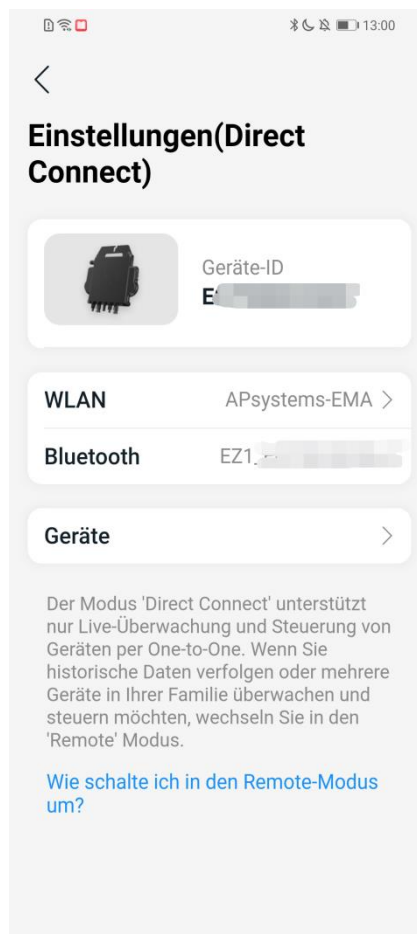 13:00
Einstellungen(Direct
Connect)
Geräte-ID
WLAN APsystems-EMA
Bluetooth EZ1
Geräte
Der Modus 'Direct Connect' unterstützt
nur Live-Überwachung und Steuerung von
Geräten per One-to-One. Wenn Sie
historische Daten verfolgen oder mehrere
Geräte in Ihrer Familie überwachen und
steuern möchten, wechseln Sie in den
'Remote' Modus.
Wie schalte ich in den Remote-Modus
um?